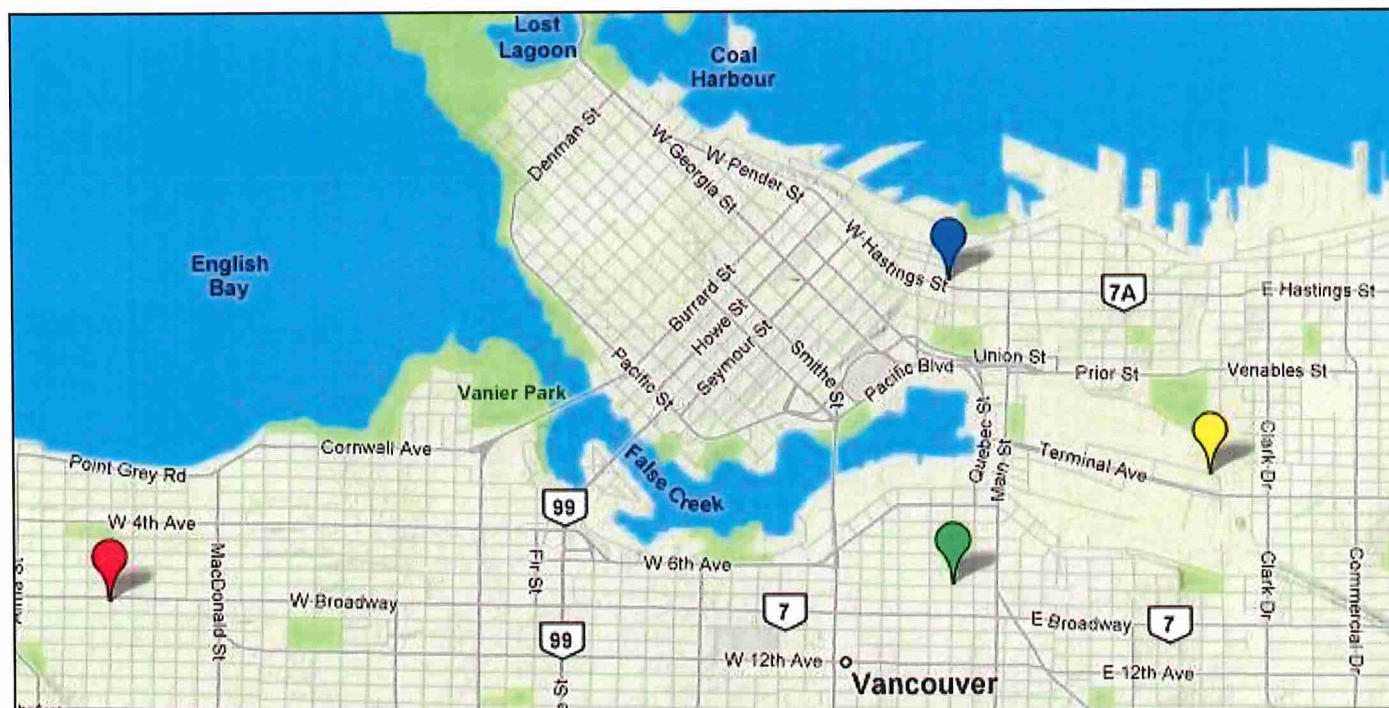 Lost
Lagoon
Coal
Harbour
Denman St
W Georgia St
W Pender St
English
Bay
W Hastings St
7A
E Hastings St
Burrard St
Howe St
Seymour St
Smithe St
Pacific St
Pacific Blvd
Union St
Prior St
Venables St
Vanier Park
Quebec St
Main St
Cornwall Ave
Point Grey Rd
False Creek
Terminal Ave
Clark Dr
99
W 4th Ave
MacDonald St
Fir St
W 6th Ave
Clark Dr
Commercial Dr
W Broadway
7
E Broadway
7
99
W 12th Ave
E 12th Ave
Vancouver